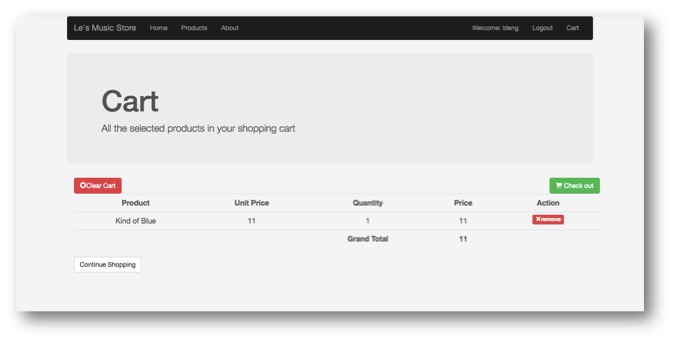 Le's Music Store Home Products About Welcome: ideng Logout Cart
Cart
All the selected products in your shopping cart
Clear Cart Check out
Product Unit Price Quantity Price Action
Kind of Blue 11 1 11 remove
Grand Total 11
Continue Shopping